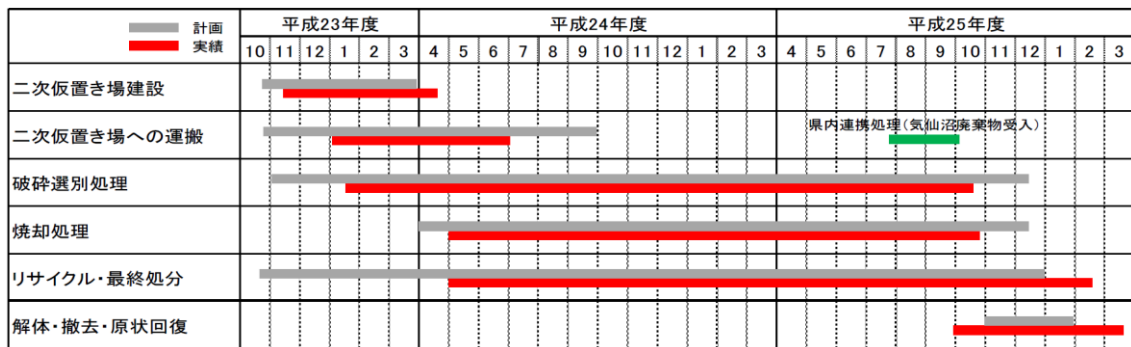 計画
実績
平成23年度 平成24年度 平成25年度
10 11 12 1 2 3 4 5 6 7 8 9 10 11 12 1 2 3 4 5 6 7 8 9 10 11 12 1 2 3
二次仮置き場建設
二次仮置き場への運搬
県内連携処理(気仙沼廃棄物受入)
破砕選別処理
焼却処理
リサイクル・最終処分
解体・撤去・原状回復